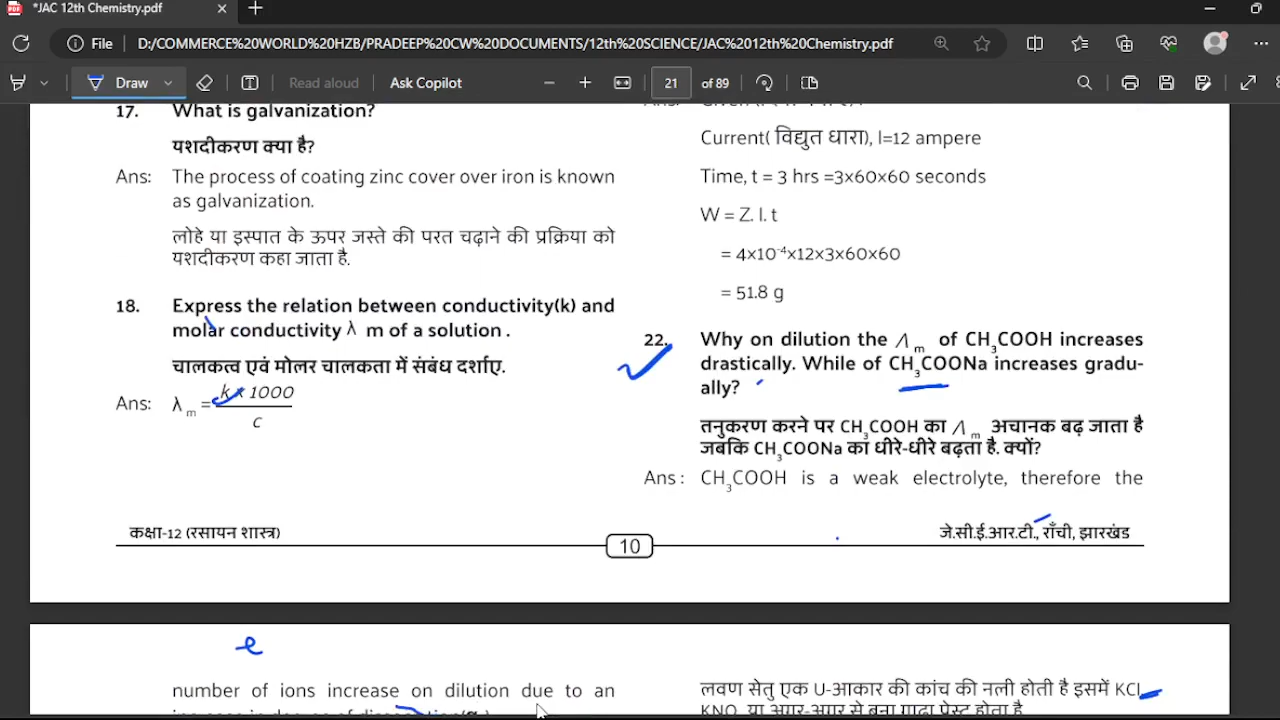 *JAC 12th Chemistry.pdf
File D:/COMMERCE%20WORLD%20HZB/PRADEEP%20CW%20DOCUMENTS/12th%20SCIENCE/JAC%2012th%20Chemistry.pdf
Draw Read aloud Ask Copilot 21 of 89
17. What is galvanization?
यशदीकरण क्या है?
Ans: The process of coating zinc cover over iron is known
as galvanization.
लोहे या इस्पात के ऊपर जस्ते की परत चढ़ाने की प्रक्रिया को
यशदीकरण कहा जाता है.
18. Express the relation between conductivity(k) and
molar conductivity λ m of a solution .
चालकत्व एवं मोलर चालकता में संबंध दर्शाए.
Ans: λm = k x 1000
c
Current( विद्युत धारा), I=12 ampere
Time, t = 3 hrs =3×60×60 seconds
W = Z. I. t
= 4×10⁻⁴×12×3×60×60
= 51.8 g
22. Why on dilution the Λm of CH₃COOH increases
drastically. While of CH₃COONa increases gradu-
ally?
तनुकरण करने पर CH₃COOH का Λm अचानक बढ़ जाता है
जबकि CH₃COONa का धीरे-धीरे बढ़ता है. क्यों?
Ans : CH₃COOH is a weak electrolyte, therefore the
कक्षा-12 (रसायन शास्त्र) 10 जे.सी.ई.आर.टी., राँची, झारखंड
e
number of ions increase on dilution due to an
लवण सेतु एक U-आकार की कांच की नली होती है इसमें KCl